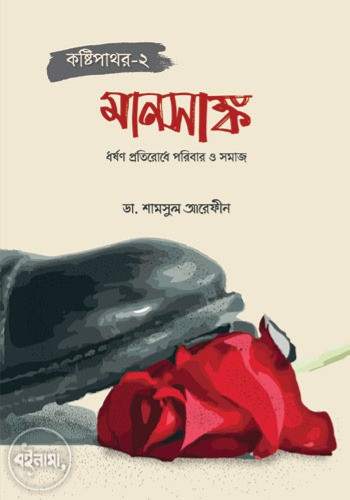 কষ্টিপাথর-২
মানসাঙ্ক
ধর্ষণ প্রতিরোধে পরিবার ও সমাজ
ডা. শামসুল আরেফীন
বইনামা